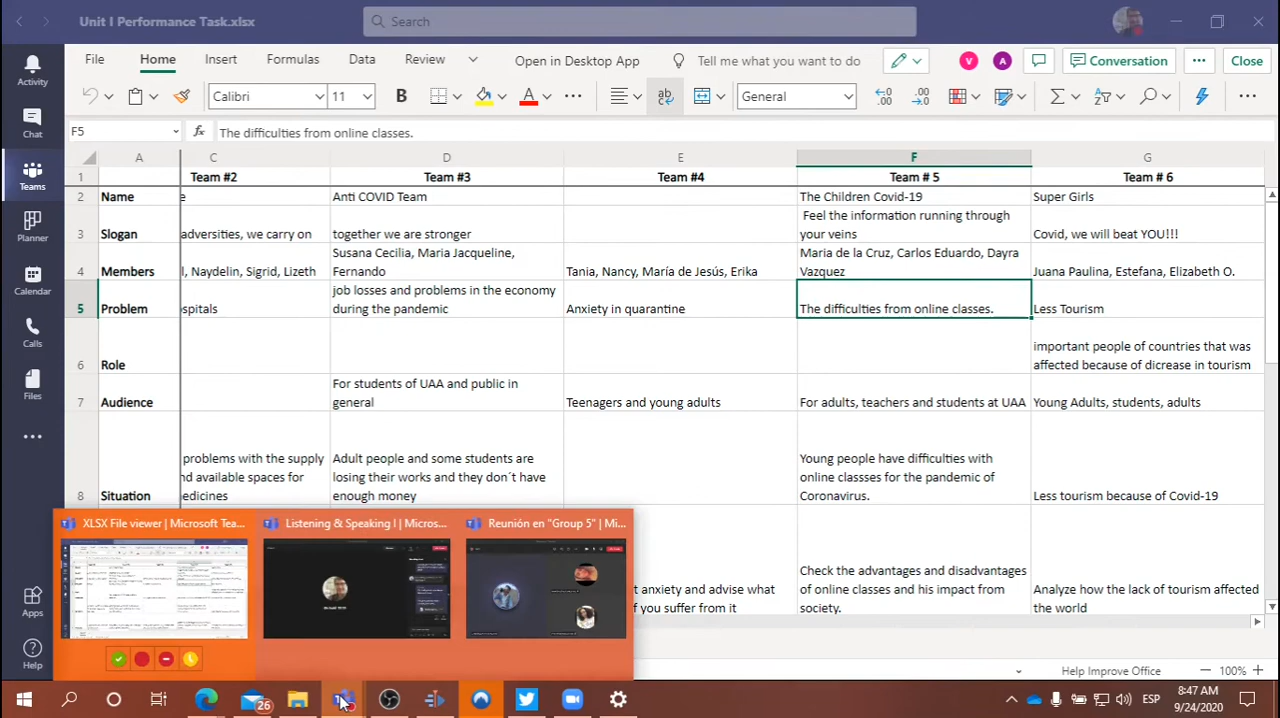 Unit I Performance Task.xlsx
Search
File Home Insert Formulas Data Review Open in Desktop App Tell me what you want to do V A Conversation Close
Calibri 11 B A General
F5 fx The difficulties from online classes.
A C D E F G
1 Team #2 Team #3 Team #4 Team # 5 Team # 6
2 Name e Anti COVID Team The Children Covid-19 Super Girls
Feel the information running through
3 Slogan adversities, we carry on together we are stronger your veins Covid, we will beat YOU!!!
Susana Cecilia, Maria Jacqueline, Maria de la Cruz, Carlos Eduardo, Dayra
4 Members l, Naydelin, Sigrid, Lizeth Fernando Tania, Nancy, María de Jesús, Erika Vazquez Juana Paulina, Estefana, Elizabeth O.
job losses and problems in the economy
5 Problem spitals during the pandemic Anxiety in quarantine The difficulties from online classes. Less Tourism
important people of countries that was
6 Role affected because of dicrease in tourism
For students of UAA and public in
7 Audience general Teenagers and young adults For adults, teachers and students at UAA Young Adults, students, adults
problems with the supply Adult people and some students are Young people have difficulties with
nd available spaces for losing their works and they don´t have online classses for the pandemic of
8 Situation nedicines enough money Coronavirus. Less tourism because of Covid-19
Check the advantages and disadvantages
anxiety and advise what of online classes and his impact from Analyze how the lack of tourism affected
f you suffer from it society. the world
Activity
Chat
Teams
Planner
Calendar
Calls
Files
Apps
Help
XLSX File viewer | Microsoft Tea... Listening & Speaking I | Micros... Reunión en "Group 5" | Mi...
Help Improve Office 100%
26 ESP 8:47 AM
9/24/2020